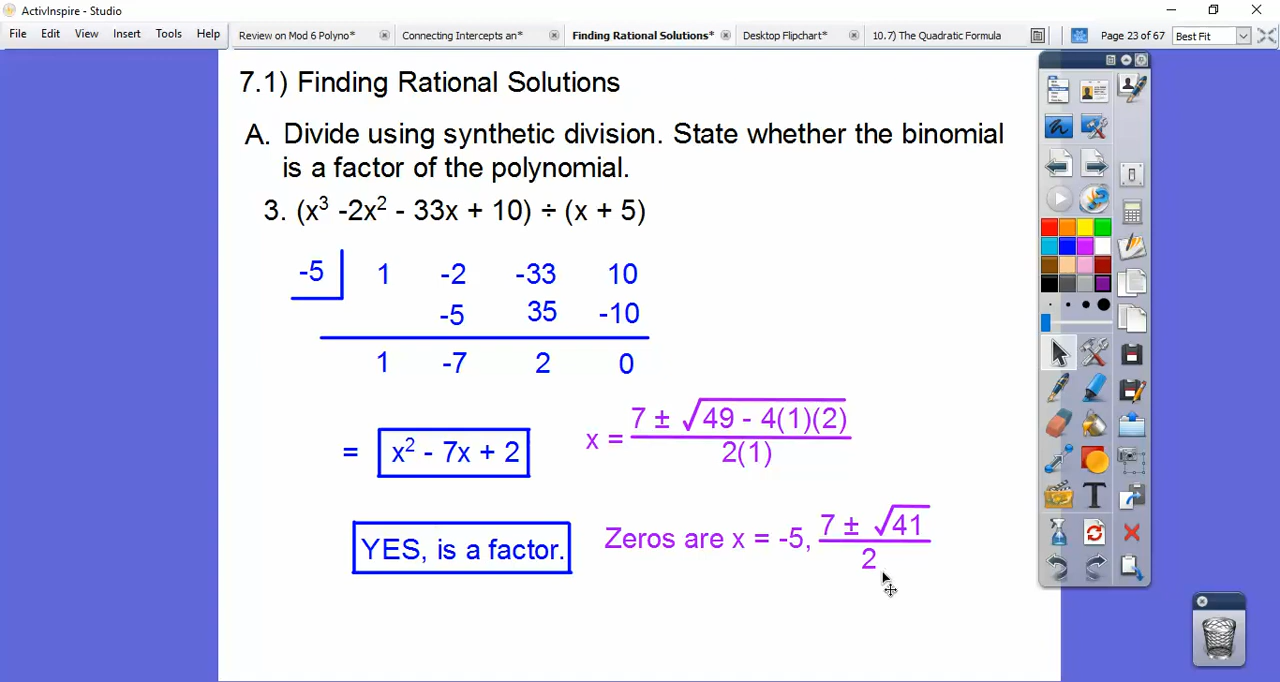 ActivInspire - Studio
File Edit View Insert Tools Help
Review on Mod 6 Polyno* Connecting Intercepts an* Finding Rational Solutions* Desktop Flipchart* 10.7) The Quadratic Formula Page 23 of 67 Best Fit
7.1) Finding Rational Solutions
A. Divide using synthetic division. State whether the binomial
is a factor of the polynomial.
3. (x³ -2x² - 33x + 10) ÷ (x + 5)
-5 1 -2 -33 10
-5 35 -10
1 -7 2 0
= x² - 7x + 2
x = 7 ± √49 - 4(1)(2)
2(1)
YES, is a factor.
Zeros are x = -5, 7 ± √41
2
T